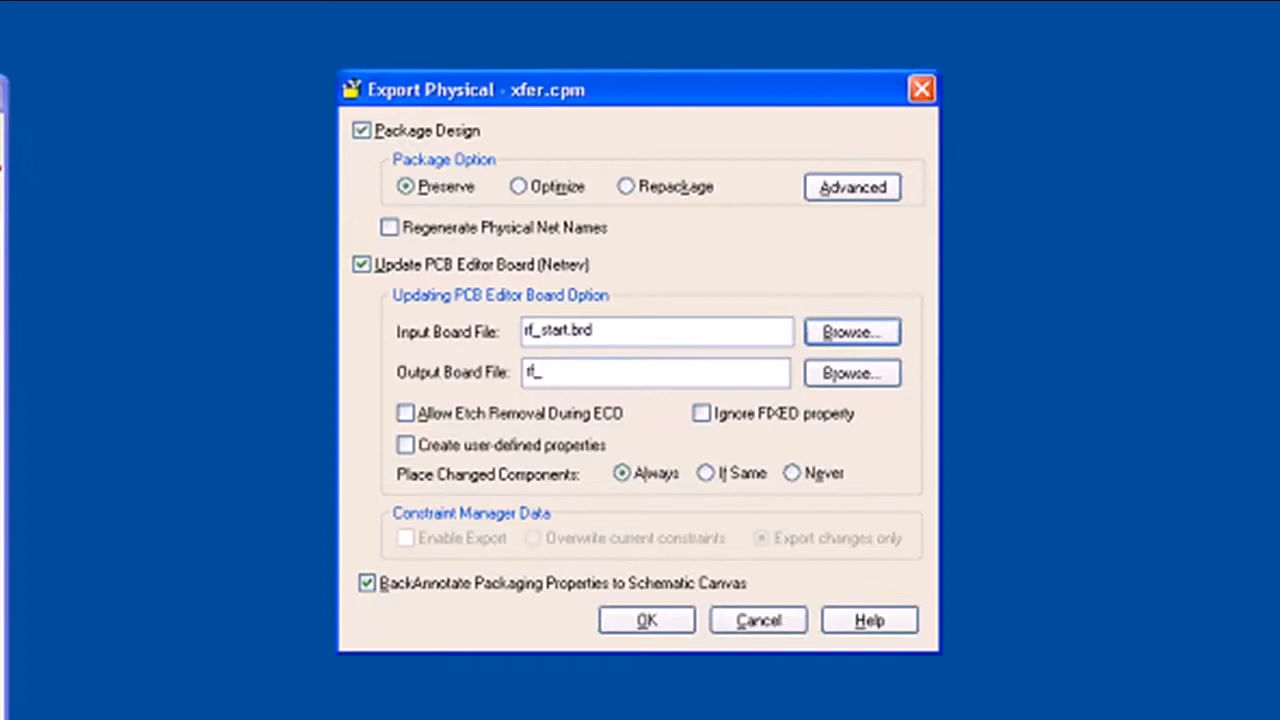 Export Physical - xfer.cpm
Package Design
Package Option
Preserve Optimize Repackage Advanced
Regenerate Physical Net Names
Update PCB Editor Board (Netrev)
Updating PCB Editor Board Option
Input Board File: rf_start.brd Browse...
Output Board File: rf_ Browse...
Allow Etch Removal During ECO Ignore FIXED property
Create user-defined properties
Place Changed Components: Always If Same Never
Constraint Manager Data
Enable Export Overwrite current constraints Export changes only
BackAnnotate Packaging Properties to Schematic Canvas
OK Cancel Help